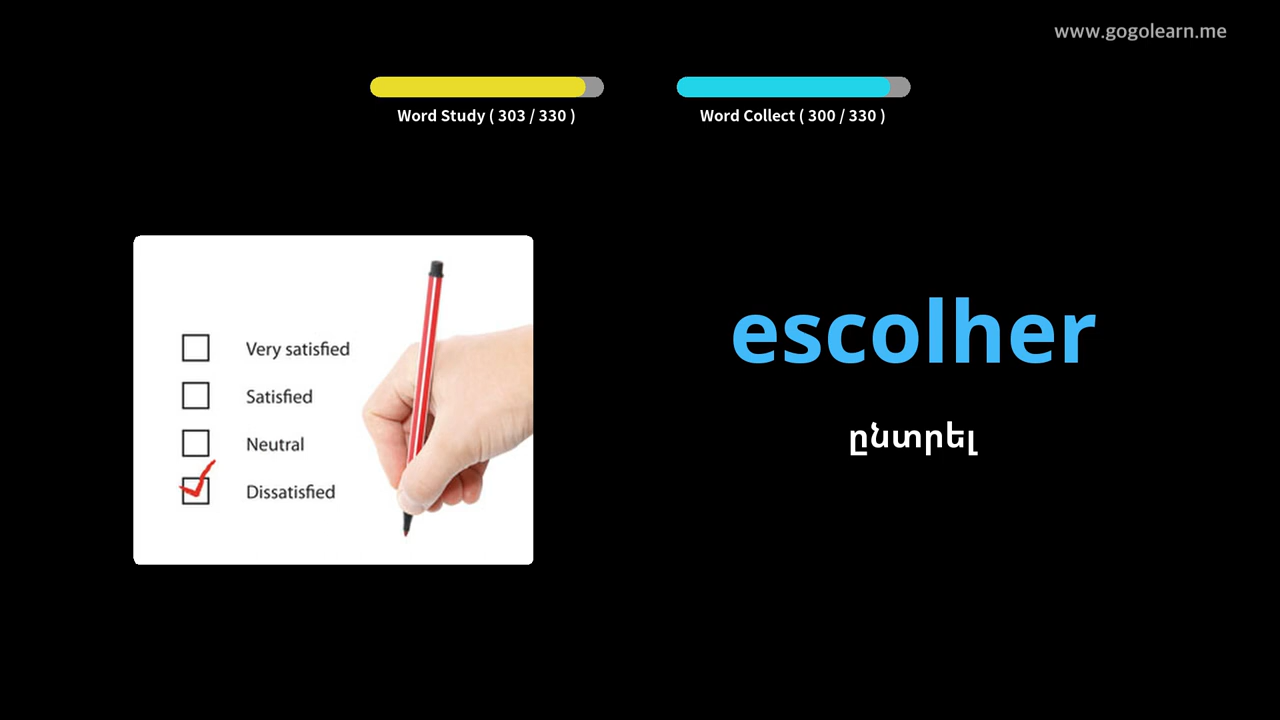 www.gogolearn.me
Word Study ( 303 / 330 )
Word Collect ( 300 / 330 )
Very satisfied
Satisfied
Neutral
Dissatisfied
escolher
ընտրել